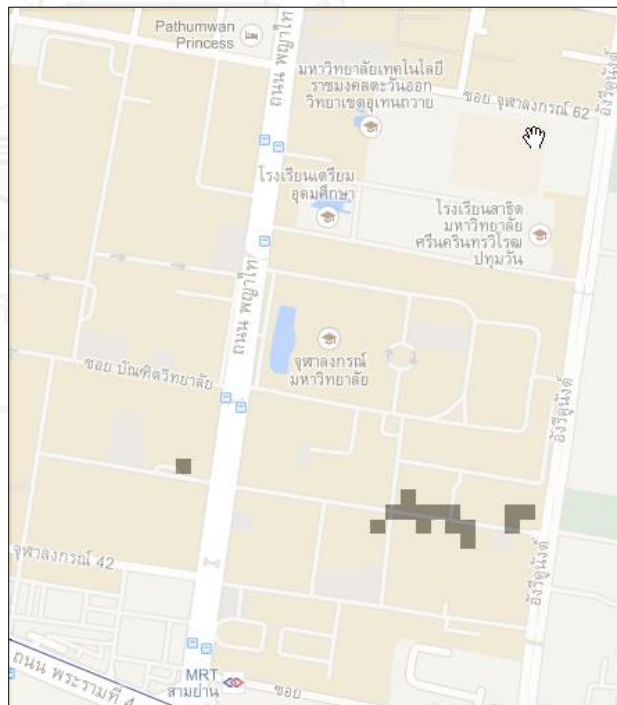 Pathumwan
Princess
ถนน พญาไท
มหาวิทยาลัยเทคโนโลยี
ราชมงคลตะวันออก
วิทยาเขตอุเทนถวาย
ซอย จุฬาลงกรณ์ 62
อังรีดูนังต์
โรงเรียนเตรียม
อุดมศึกษา
โรงเรียนสาธิต
มหาวิทยาลัย
ศรีนครินทรวิโรฒ
ปทุมวัน
ถนน พญาไท
จุฬาลงกรณ์
มหาวิทยาลัย
ซอย บัณฑิตวิทยาลัย
อังรีดูนังต์
จุฬาลงกรณ์ 42
อังรีดูนังต์
ถนน พระรามที่ 4
MRT
สามย่าน
ซอย